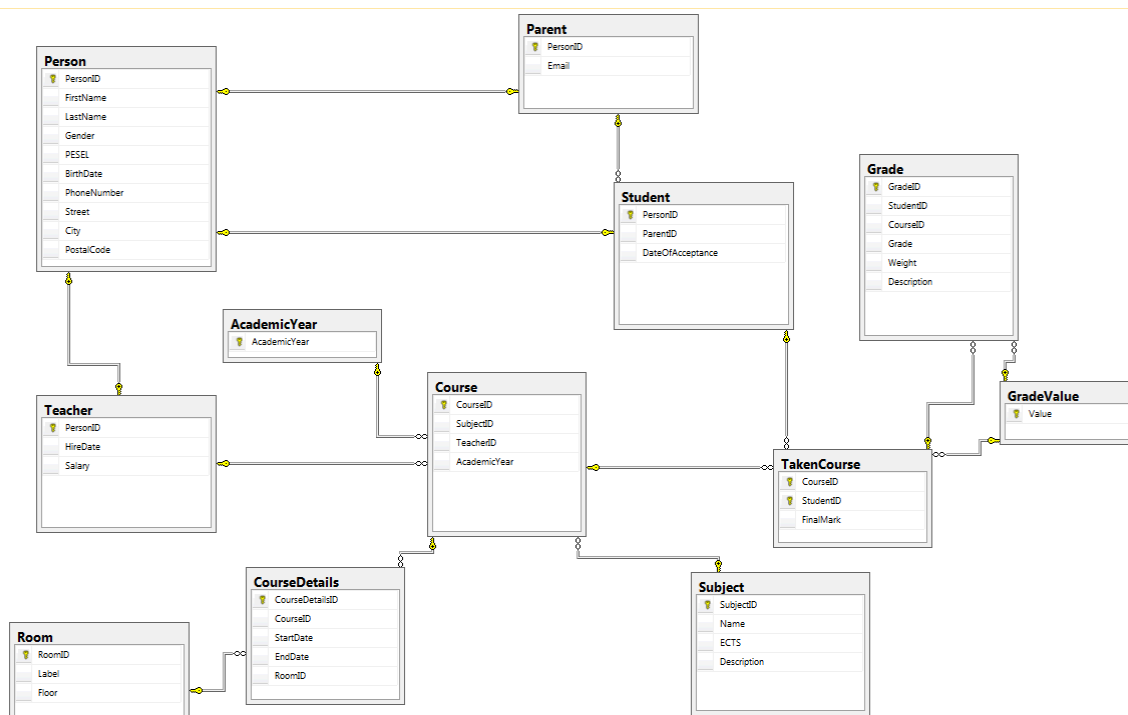 Person
PersonID
FirstName
LastName
Gender
PESEL
BirthDate
PhoneNumber
Street
City
PostalCode
Parent
PersonID
Email
Student
PersonID
ParentID
DateOfAcceptance
Grade
GradeID
StudentID
CourseID
Grade
Weight
Description
AcademicYear
AcademicYear
Teacher
PersonID
HireDate
Salary
Course
CourseID
SubjectID
TeacherID
AcademicYear
GradeValue
Value
TakenCourse
CourseID
StudentID
FinalMark
CourseDetails
CourseDetailsID
CourseID
StartDate
EndDate
RoomID
Subject
SubjectID
Name
ECTS
Description
Room
RoomID
Label
Floor